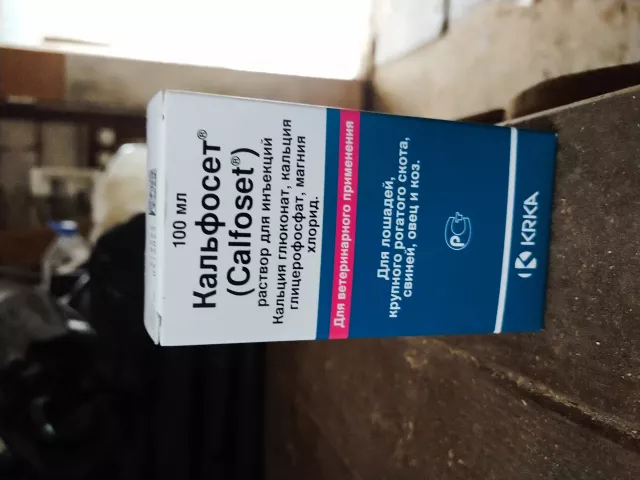 100 мл
Кальфосет®
(Calfoset®)
раствор для инъекций
Кальция глюконат, кальция
глицерофосфат, магния
хлорид.
Для ветеринарного применения
Для лошадей,
крупного рогатого скота,
свиней, овец и коз.
РСт
KRKA